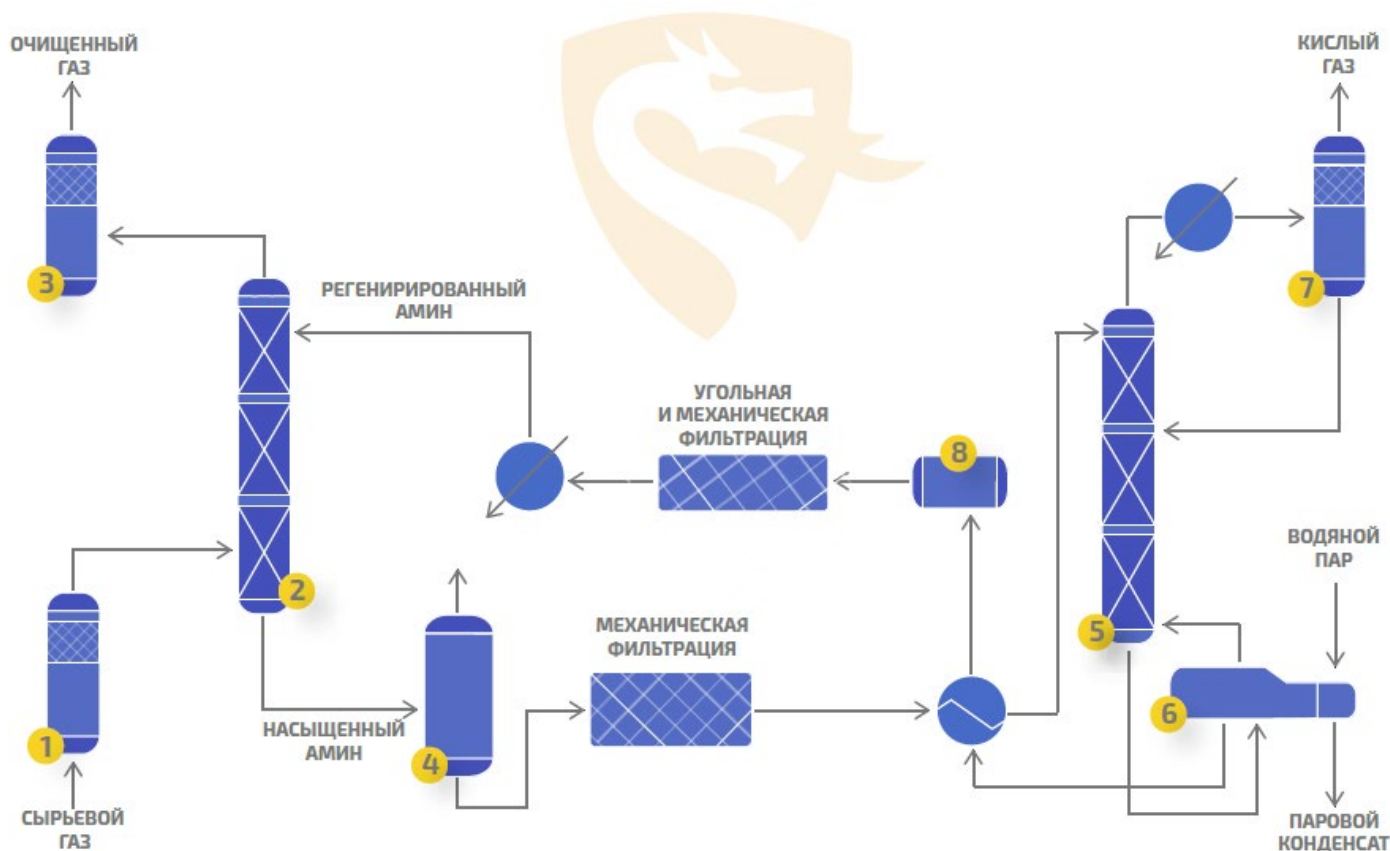 ОЧИЩЕННЫЙ
ГАЗ
КИСЛЫЙ
ГАЗ
3
7
РЕГЕНИРИРОВАННЫЙ
АМИН
УГОЛЬНАЯ
И МЕХАНИЧЕСКАЯ
ФИЛЬТРАЦИЯ
8
ВОДЯНОЙ
ПАР
2
МЕХАНИЧЕСКАЯ
ФИЛЬТРАЦИЯ
5
6
НАСЫЩЕННЫЙ
АМИН
1
4
СЫРЬЕВОЙ
ГАЗ
ПАРОВОЙ
КОНДЕНСАТ